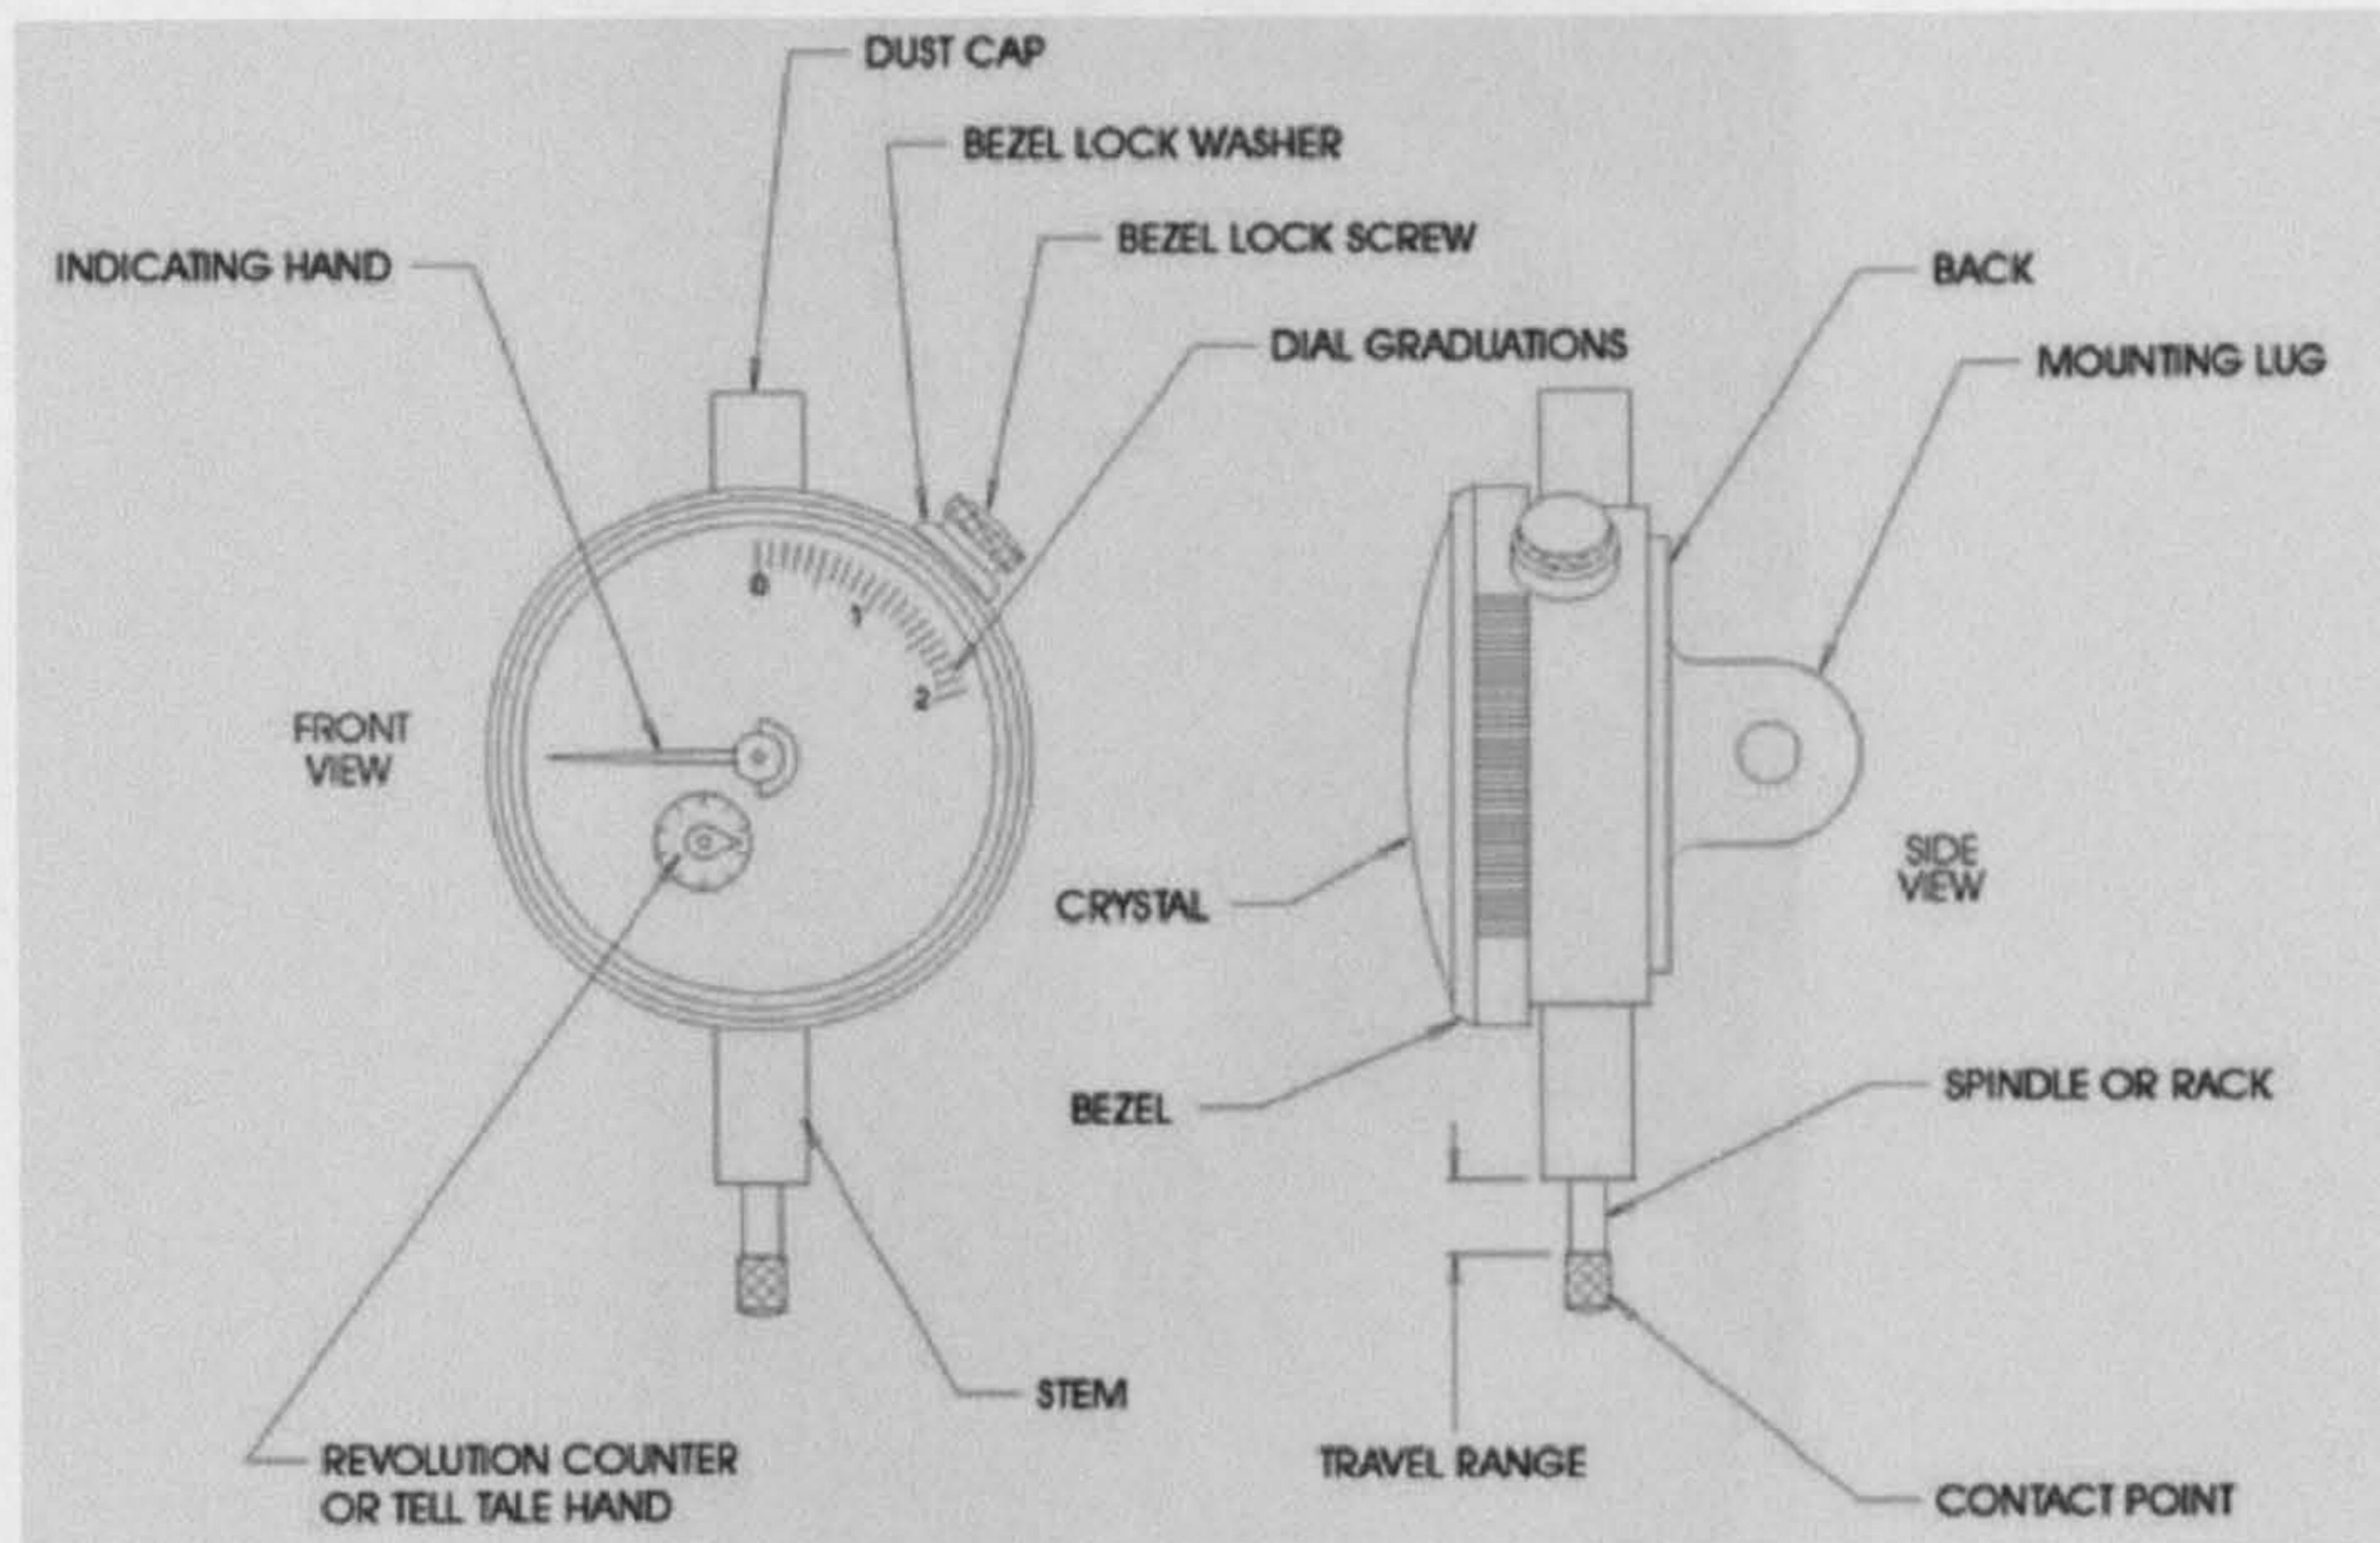 DUST CAP
BEZEL LOCK WASHER
BEZEL LOCK SCREW
INDICATING HAND
BACK
DIAL GRADUATIONS
MOUNTING LUG
0
1
2
FRONT
VIEW
SIDE
VIEW
CRYSTAL
BEZEL
SPINDLE OR RACK
STEM
REVOLUTION COUNTER
OR TELL TALE HAND
TRAVEL RANGE
CONTACT POINT